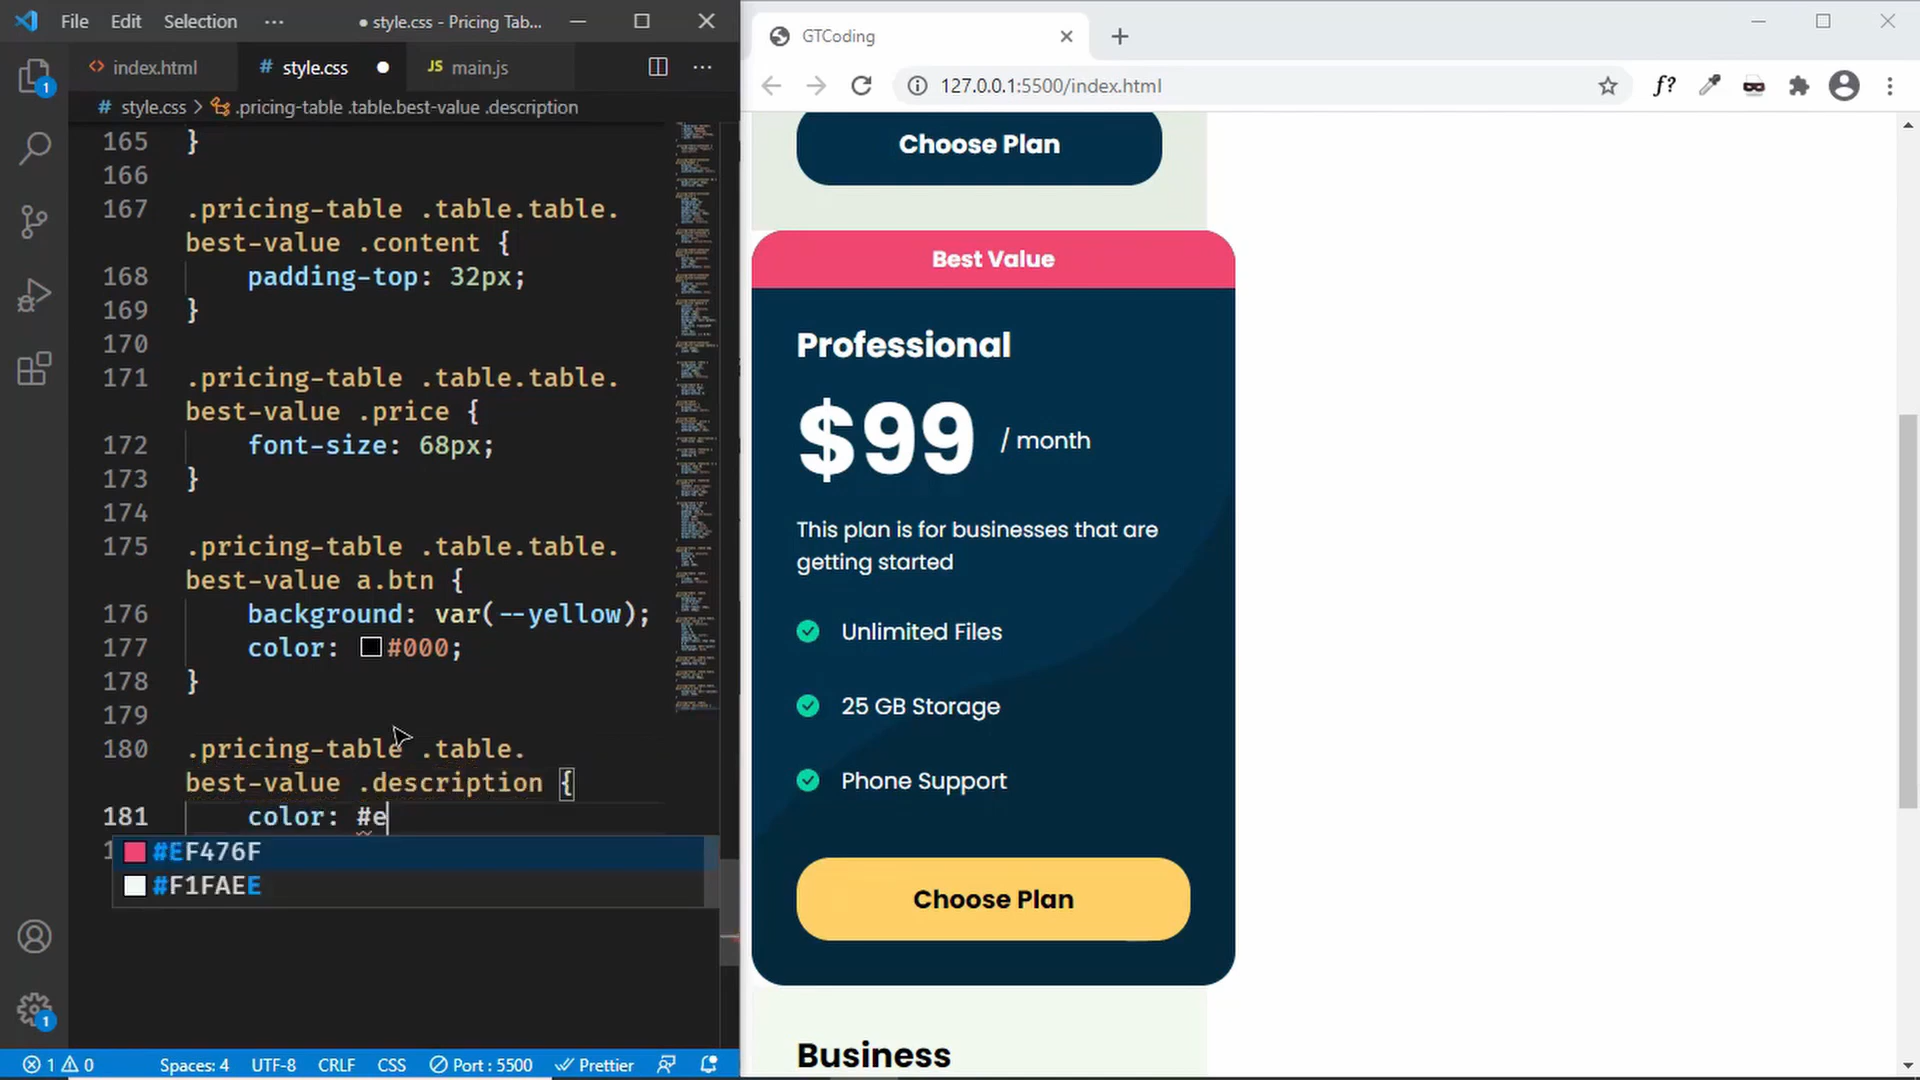 File Edit Selection ··· ● style.css - Pricing Tab...
index.html # style.css ● JS main.js ···
# style.css > .pricing-table .table.best-value .description
165 }
166
167 .pricing-table .table.table.
best-value .content {
168 padding-top: 32px;
169 }
170
171 .pricing-table .table.table.
best-value .price {
172 font-size: 68px;
173 }
174
175 .pricing-table .table.table.
best-value a.btn {
176 background: var(--yellow);
177 color: #000;
178 }
179
180 .pricing-table .table.
best-value .description {
181 color: #e
#EF476F
#F1FAEE
1
1
1 0 Spaces: 4 UTF-8 CRLF CSS Port : 5500 Prettier
GTCoding
127.0.0.1:5500/index.html
f?
Choose Plan
Best Value
Professional
$99 / month
This plan is for businesses that are
getting started
Unlimited Files
25 GB Storage
Phone Support
Choose Plan
Business